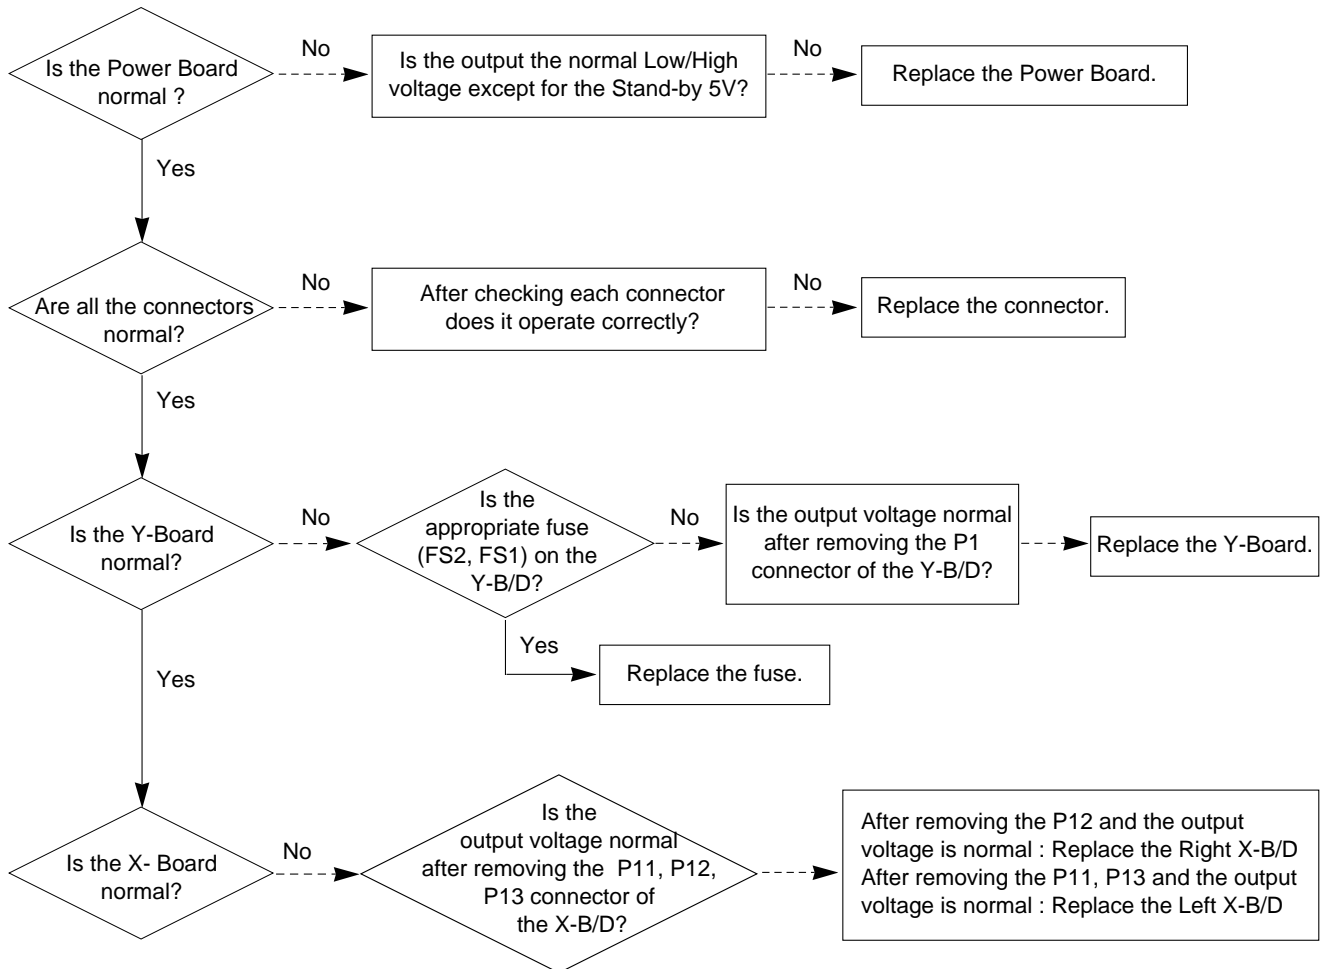 Is the Power Board
normal ?
No
Is the output the normal Low/High
voltage except for the Stand-by 5V?
No
Replace the Power Board.
Yes
Are all the connectors
normal?
No
After checking each connector
does it operate correctly?
No
Replace the connector.
Yes
Is the Y-Board
normal?
No
Is the
appropriate fuse
(FS2, FS1) on the
Y-B/D?
No
Is the output voltage normal
after removing the P1
connector of the Y-B/D?
Replace the Y-Board.
Yes
Replace the fuse.
Yes
Is the X- Board
normal?
No
Is the
output voltage normal
after removing the P11, P12,
P13 connector of
the X-B/D?
After removing the P12 and the output
voltage is normal : Replace the Right X-B/D
After removing the P11, P13 and the output
voltage is normal : Replace the Left X-B/D